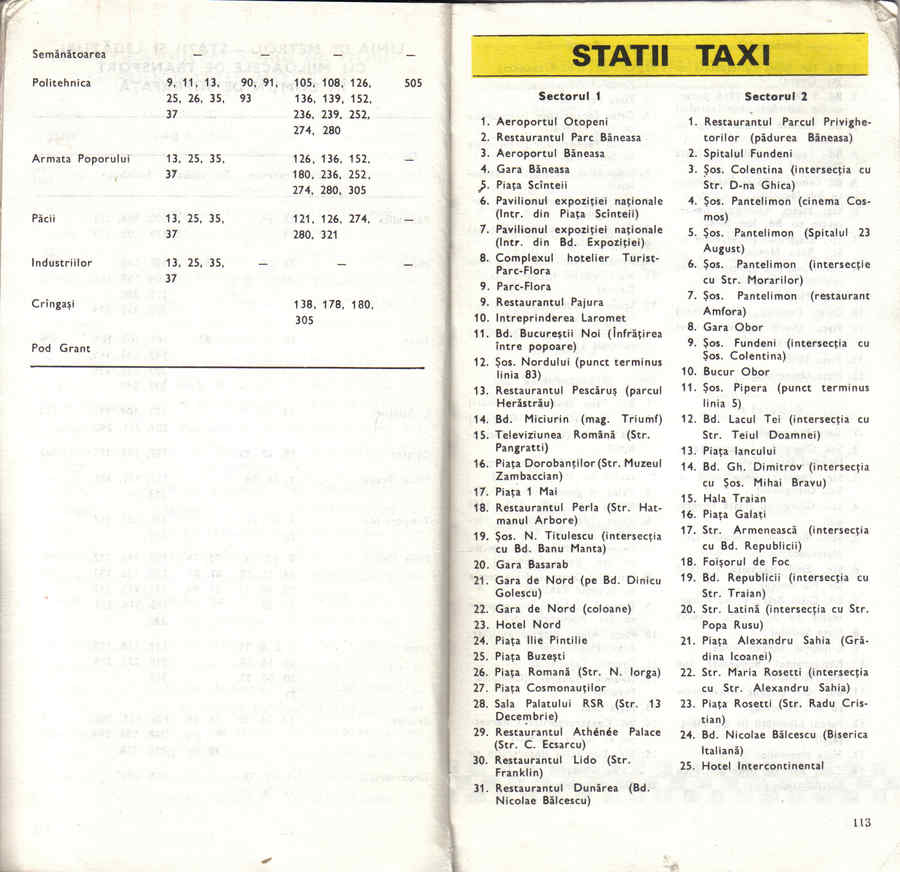 Semănătoarea — — — —
Politehnica 9, 11, 13, 90, 91, 105, 108, 126, 505
25, 26, 35, 93 136, 139, 152,
37 236, 239, 252,
274, 280
Armata Poporului 13, 25, 35, 126, 136, 152, —
37 180, 236, 252,
274, 280, 305
Păcii 13, 25, 35, 121, 126, 274, —
37 280, 321
Industriilor 13, 25, 35, — — —
37
Cringași 138, 178, 180,
305
Pod Grant
STATII TAXI
Sectorul 1
1. Aeroportul Otopeni
2. Restaurantul Parc Băneasa
3. Aeroportul Băneasa
4. Gara Băneasa
5. Piața Scînteii
6. Pavilionul expoziției naționale
(Intr. din Piața Scînteii)
7. Pavilionul expoziției naționale
(Intr. din Bd. Expoziției)
8. Complexul hotelier Turist-
Parc-Flora
9. Parc-Flora
9. Restaurantul Pajura
10. Intreprinderea Laromet
11. Bd. Bucureștii Noi (Înfrățirea
între popoare)
12. Șos. Nordului (punct terminus
linia 83)
13. Restaurantul Pescăruș (parcul
Herăstrău)
14. Bd. Miciurin (mag. Triumf)
15. Televiziunea Română (Str.
Pangratti)
16. Piața Dorobanților (Str. Muzeul
Zambaccian)
17. Piața 1 Mai
18. Restaurantul Perla (Str. Hat-
manul Arbore)
19. Șos. N. Titulescu (intersecția
cu Bd. Banu Manta)
20. Gara Basarab
21. Gara de Nord (pe Bd. Dinicu
Golescu)
22. Gara de Nord (coloane)
23. Hotel Nord
24. Piața Ilie Pintilie
25. Piața Buzești
26. Piața Romană (Str. N. Iorga)
27. Piața Cosmonauților
28. Sala Palatului RSR (Str. 13
Decembrie)
29. Restaurantul Athénée Palace
(Str. C. Ecsarcu)
30. Restaurantul Lido (Str.
Franklin)
31. Restaurantul Dunărea (Bd.
Nicolae Bălcescu)
Sectorul 2
1. Restaurantul Parcul Privighe-
torilor (pădurea Băneasa)
2. Spitalul Fundeni
3. Șos. Colentina (intersecția cu
Str. D-na Ghica)
4. Șos. Pantelimon (cinema Cos-
mos)
5. Șos. Pantelimon (Spitalul 23
August)
6. Șos. Pantelimon (intersecție
cu Str. Morarilor)
7. Șos. Pantelimon (restaurant
Amfora)
8. Gara Obor
9. Șos. Fundeni (intersecția cu
Șos. Colentina)
10. Bucur Obor
11. Șos. Pipera (punct terminus
linia 5)
12. Bd. Lacul Tei (intersecția cu
Str. Teiul Doamnei)
13. Piața Iancului
14. Bd. Gh. Dimitrov (intersecția
cu Șos. Mihai Bravu)
15. Hala Traian
16. Piața Galați
17. Str. Armenească (intersecția
cu Bd. Republicii)
18. Foișorul de Foc
19. Bd. Republicii (intersecția cu
Str. Traian)
20. Str. Latină (intersecția cu Str.
Popa Rusu)
21. Piața Alexandru Sahia (Gră-
dina Icoanei)
22. Str. Maria Rosetti (intersecția
cu Str. Alexandru Sahia)
23. Piața Rosetti (Str. Radu Cris-
tian)
24. Bd. Nicolae Bălcescu (Biserica
Italiană)
25. Hotel Intercontinental
113